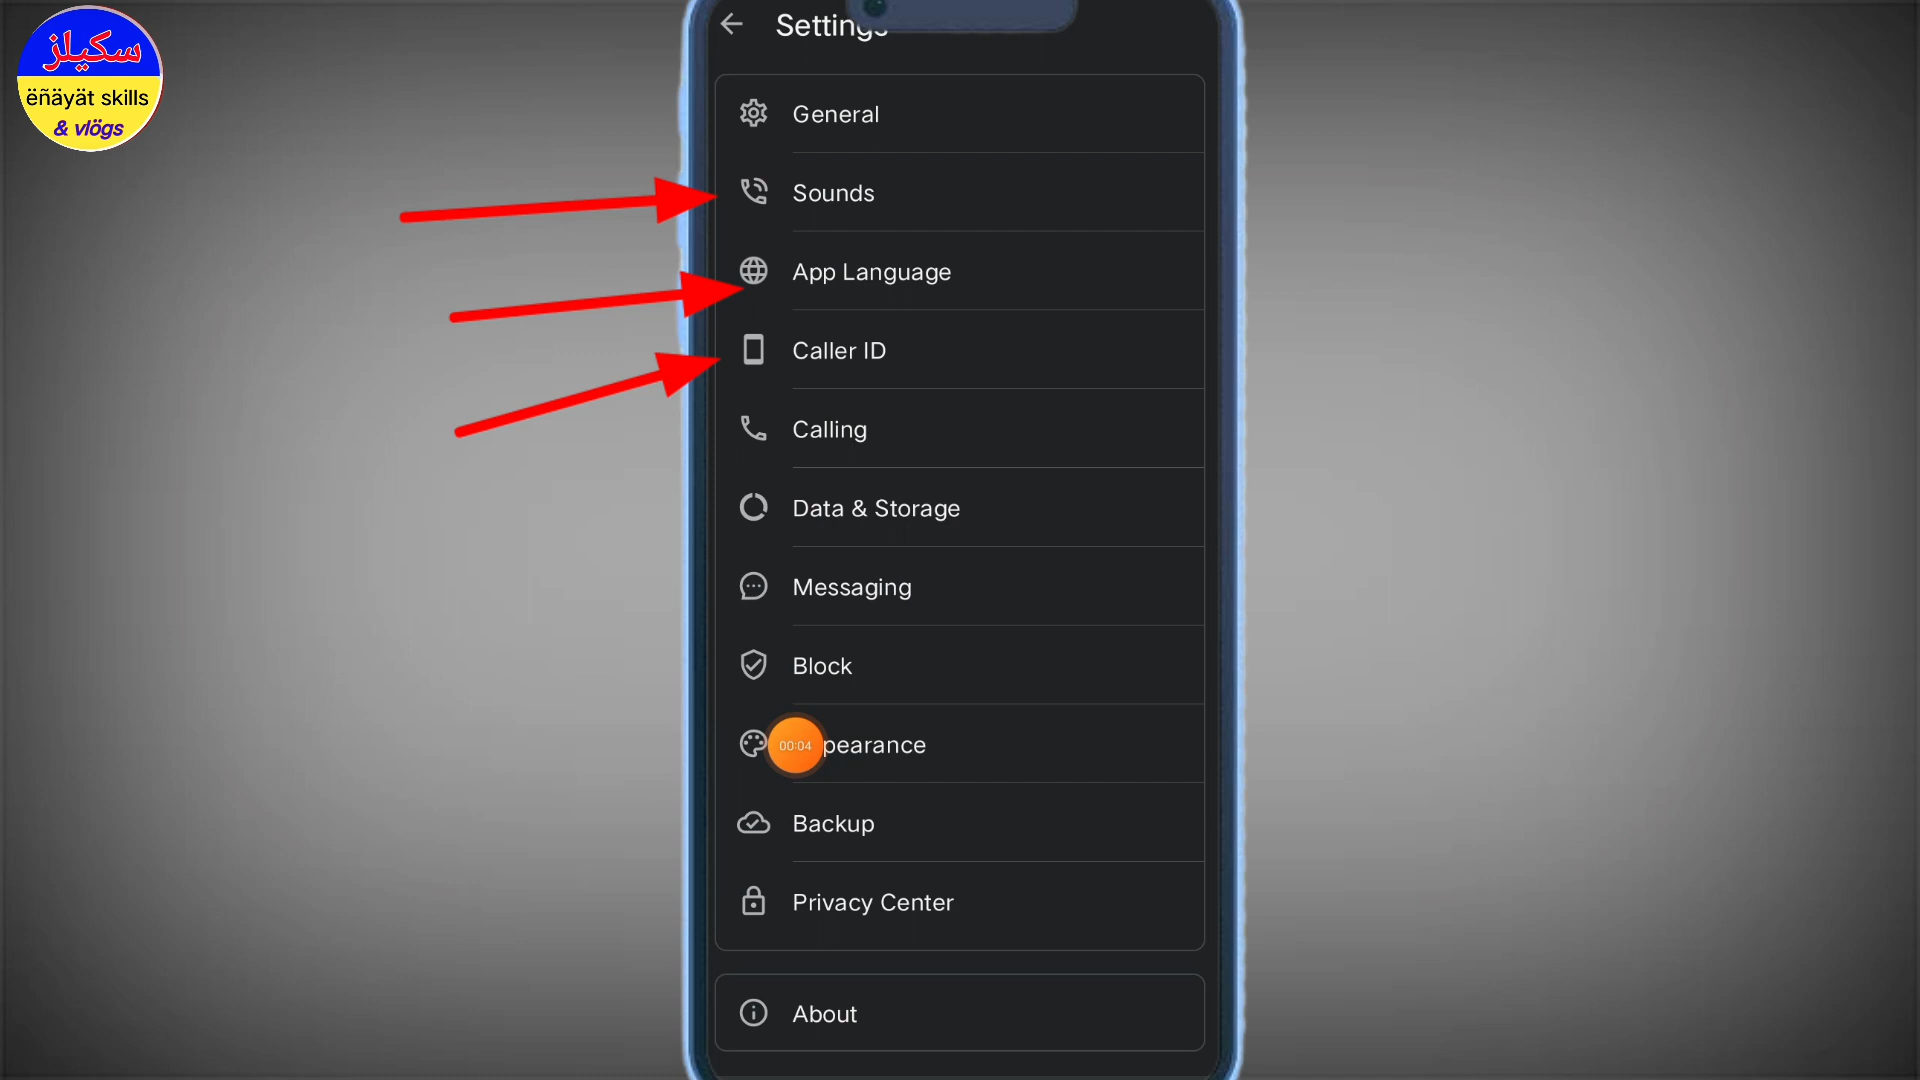 سکیلز
ëñäyät skills
& vlögs
Settings
General
Sounds
App Language
Caller ID
Calling
Data & Storage
Messaging
Block
00:04
pearance
Backup
Privacy Center
About